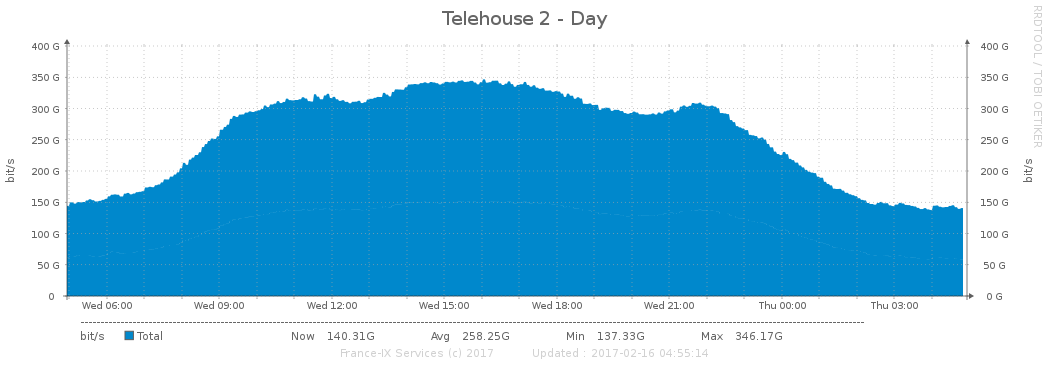 Telehouse 2 - Day
RRDTOOL / TOBI OETIKER
400 G 400 G
350 G 350 G
300 G 300 G
250 G 250 G
200 G 200 G
150 G 150 G
100 G 100 G
50 G 50 G
0 0 G
bit/s bit/s
Wed 06:00 Wed 09:00 Wed 12:00 Wed 15:00 Wed 18:00 Wed 21:00 Thu 00:00 Thu 03:00
bit/s Total Now 140.31G Avg 258.25G Min 137.33G Max 346.17G
France-IX Services (c) 2017 Updated : 2017-02-16 04:55:14